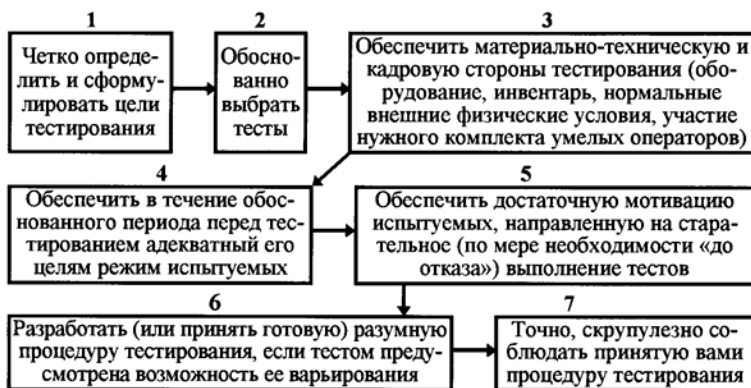 1
Четко опреде-
лить и сформу-
лировать цели
тестирования
2
Обосно-
ванно
выбрать
тесты
3
Обеспечить материально-техническую и
кадровую стороны тестирования (обо-
рудование, инвентарь, нормальные
внешние физические условия, участие
нужного комплекта умелых операторов)
4
Обеспечить в течение обос-
нованного периода перед тес-
тированием адекватный его
целям режим испытуемых
5
Обеспечить достаточную мотивацию
испытуемых, направленную на стара-
тельное (по мере необходимости «до
отказа») выполнение тестов
6
Разработать (или принять готовую) разумную
процедуру тестирования, если тестом преду-
смотрена возможность ее варьирования
7
Точно, скрупулезно со-
блюдать принятую вами
процедуру тестирования